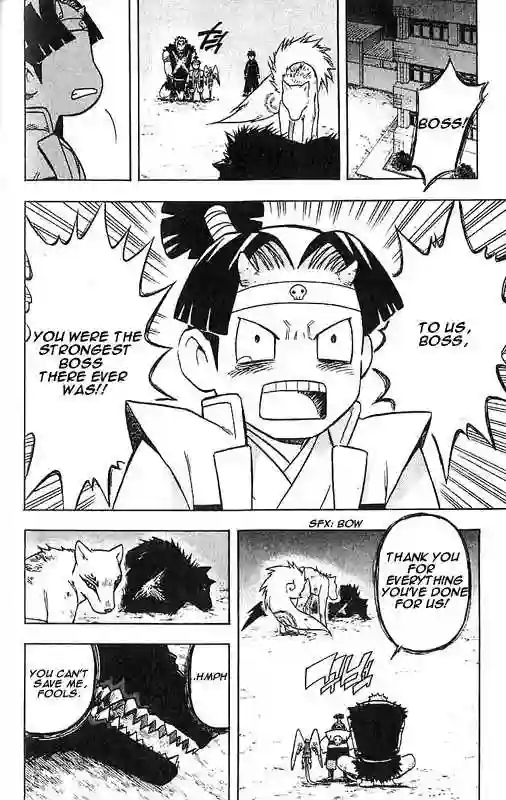 BOSS!
TO US,
BOSS,
YOU WERE THE
STRONGEST
BOSS
THERE EVER
WAS!!
SFX: BOW
THANK YOU
FOR
EVERYTHING
YOU'VE DONE
FOR US!
..HMPH
YOU CAN'T
SAVE ME,
FOOLS.